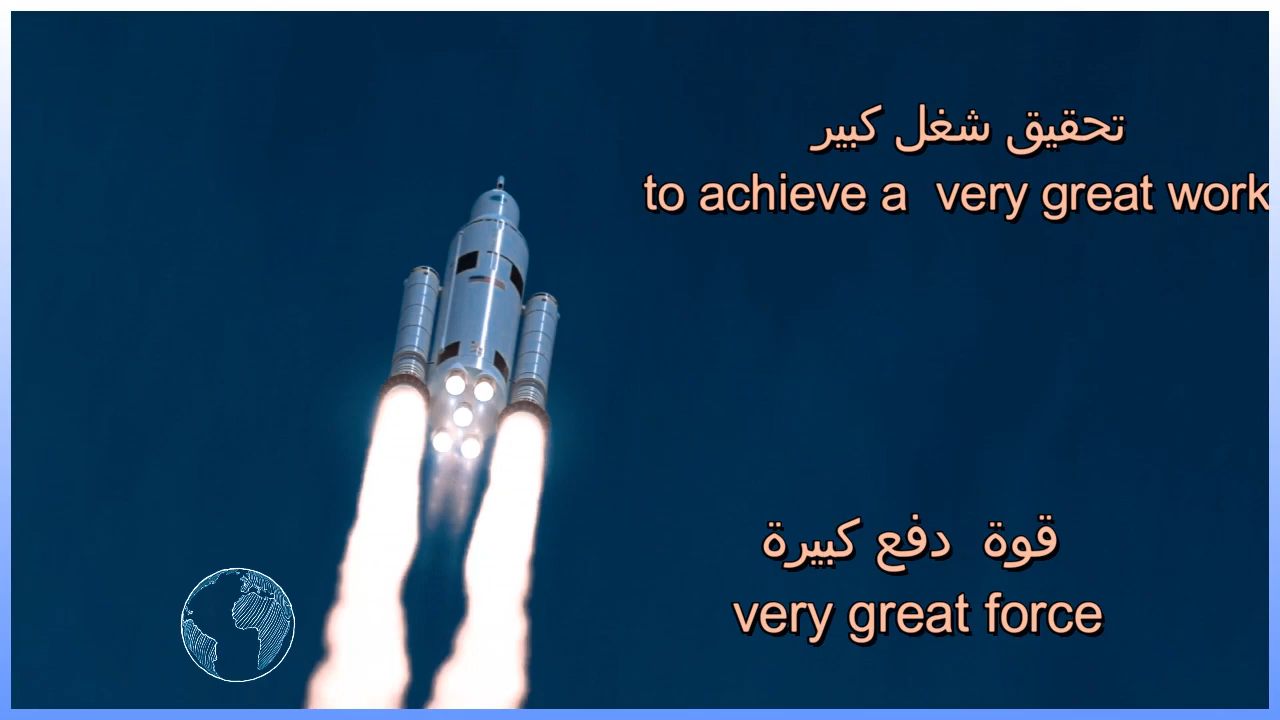 تحقيق شغل كبير
to achieve a  very great work
قوة  دفع كبيرة
very great force